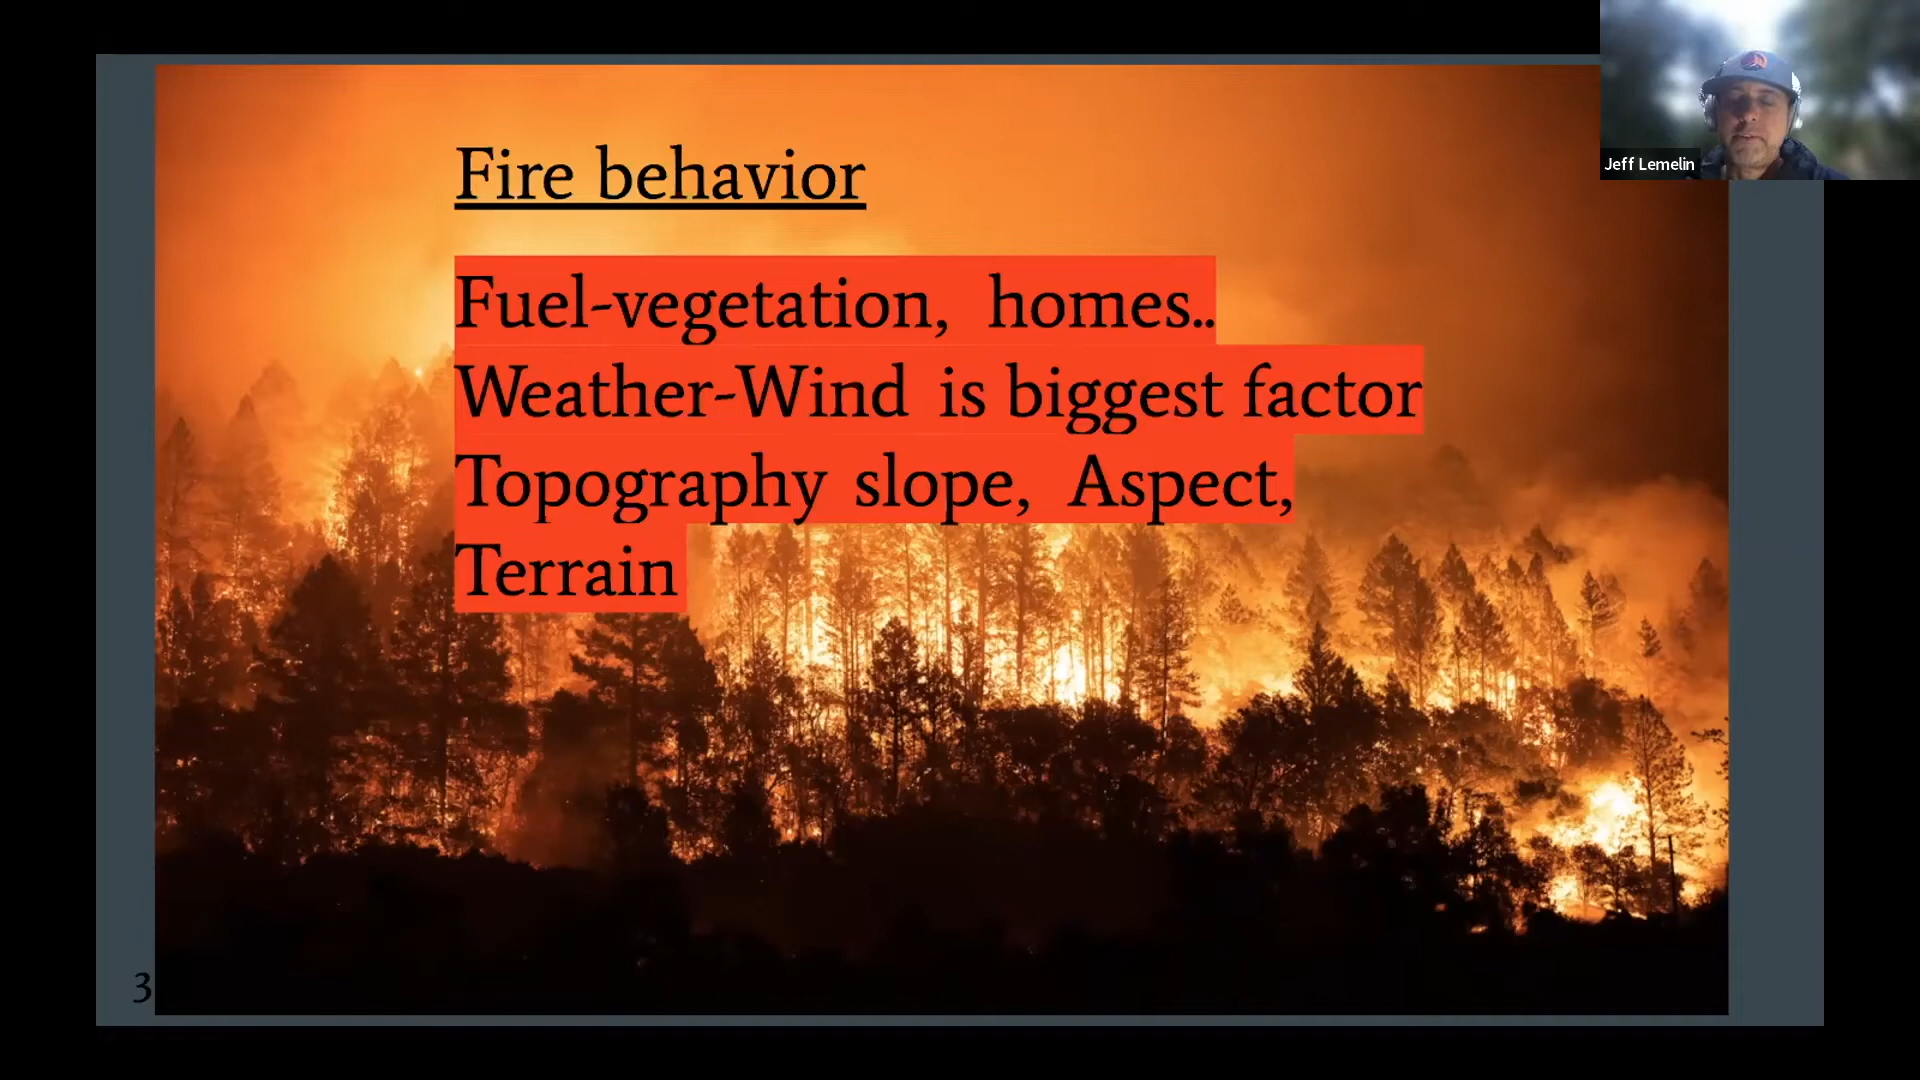 Fire behavior
Fuel-vegetation, homes..
Weather-Wind is biggest factor
Topography slope, Aspect,
Terrain
3
Jeff Lemelin